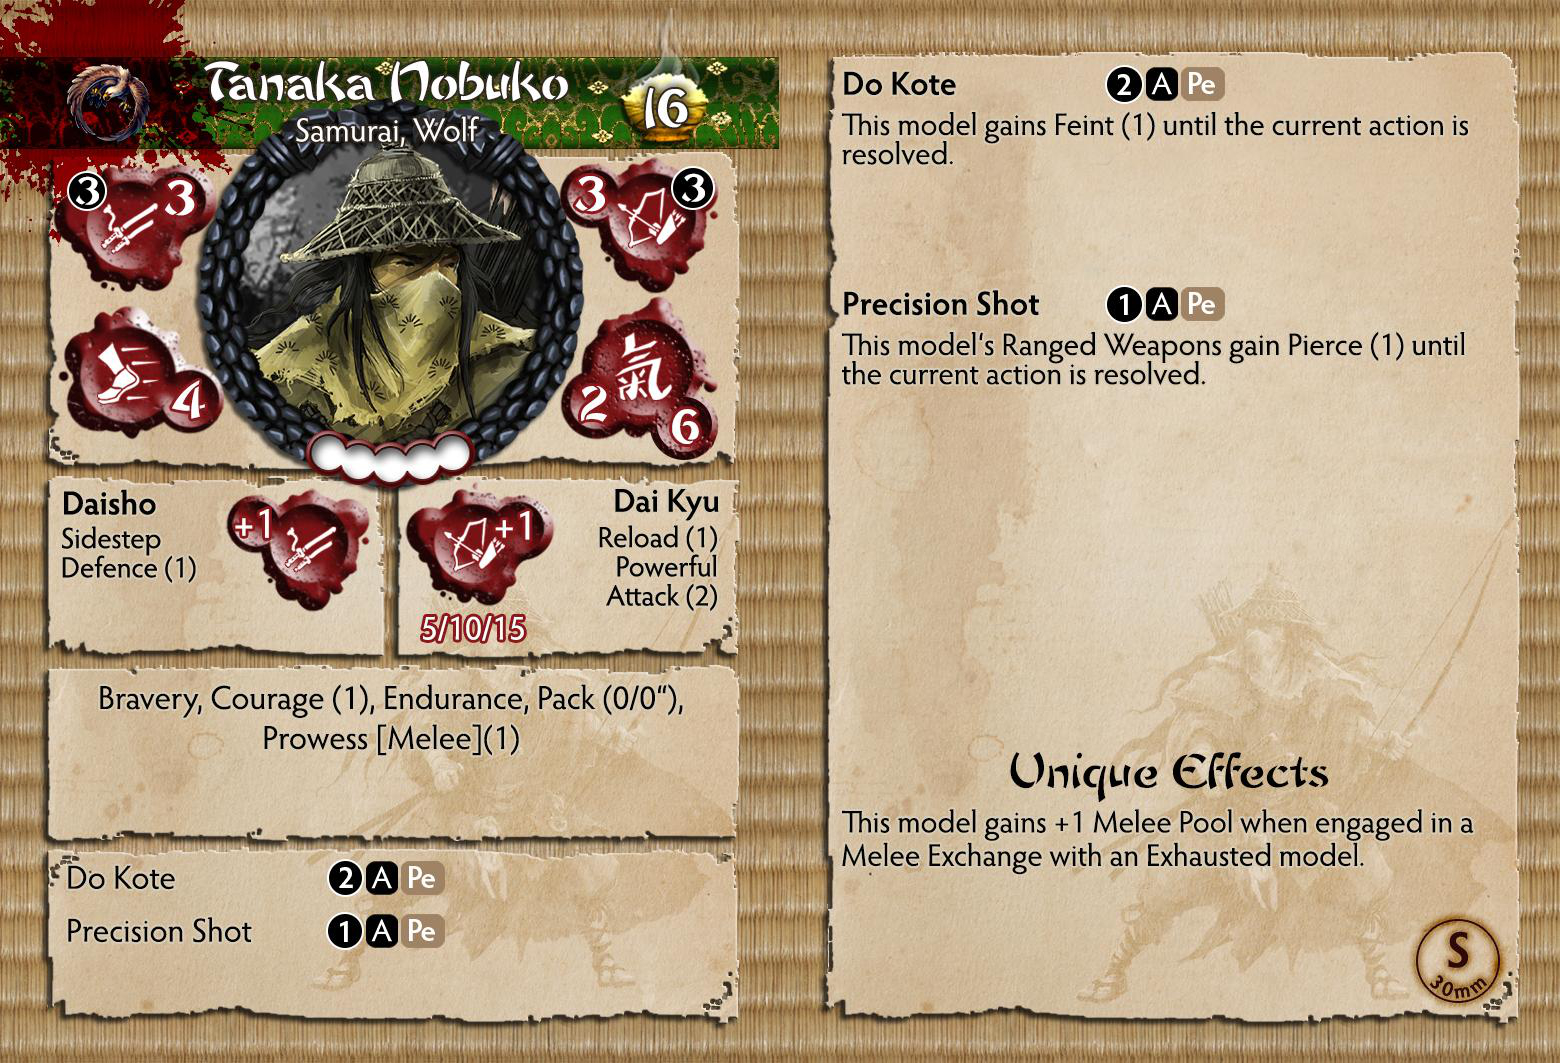 Tanaka Nobuko
16
Samurai, Wolf
3 3
3 3
4
氣
2 6
Daisho
Sidestep
Defence (1)
+1
+1
5/10/15
Dai Kyu
Reload (1)
Powerful
Attack (2)
Bravery, Courage (1), Endurance, Pack (0/0“),
Prowess [Melee](1)
Do Kote 2 A Pe
Precision Shot 1 A Pe
Do Kote 2 A Pe
This model gains Feint (1) until the current action is
resolved.
Precision Shot 1 A Pe
This model's Ranged Weapons gain Pierce (1) until
the current action is resolved.
Unique Effects
This model gains +1 Melee Pool when engaged in a
Melee Exchange with an Exhausted model.
S
30mm